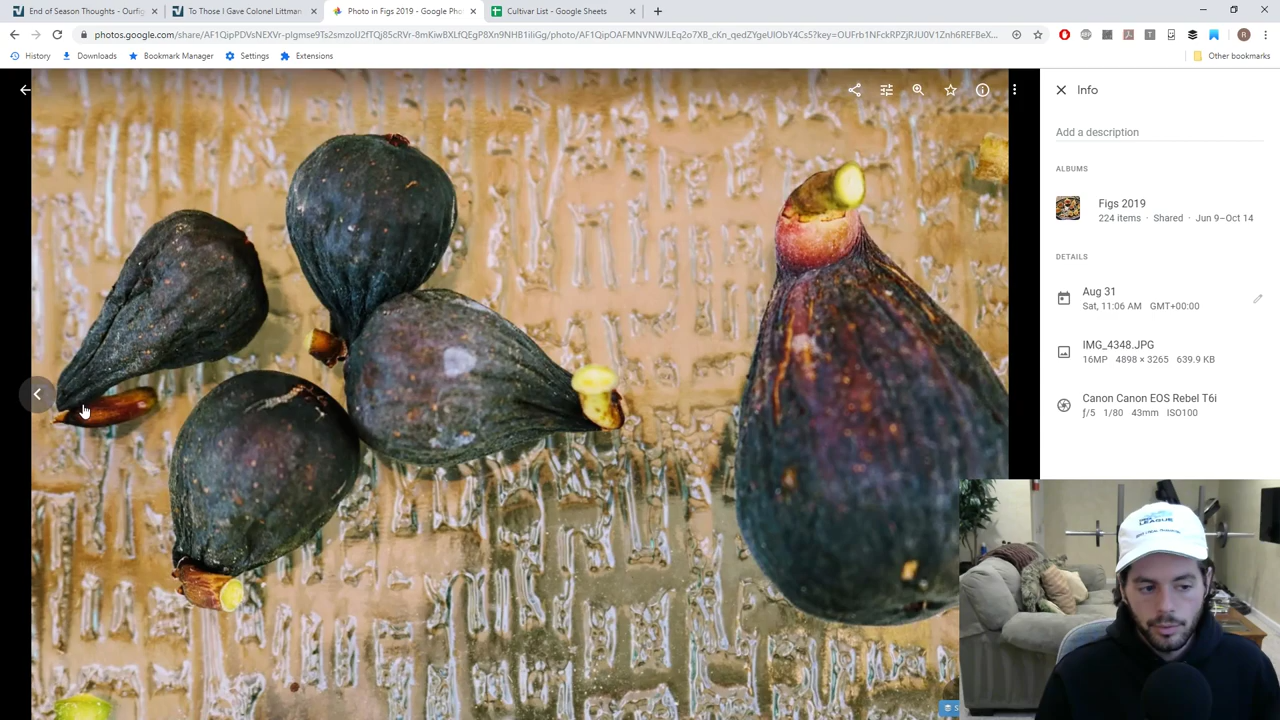 End of Season Thoughts - Ourfig
To Those I Gave Colonel Littman
Photo in Figs 2019 - Google Pho
Cultivar List - Google Sheets
History
Downloads
Bookmark Manager
Settings
Extensions
Other bookmarks
Info
Add a description
ALBUMS
Figs 2019
224 items · Shared · Jun 9–Oct 14
DETAILS
Aug 31
Sat, 11:06 AM GMT+00:00
IMG_4348.JPG
16MP 4898 × 3265 639.9 KB
Canon Canon EOS Rebel T6i
ƒ/5 1/80 43mm ISO100
LEAGUE